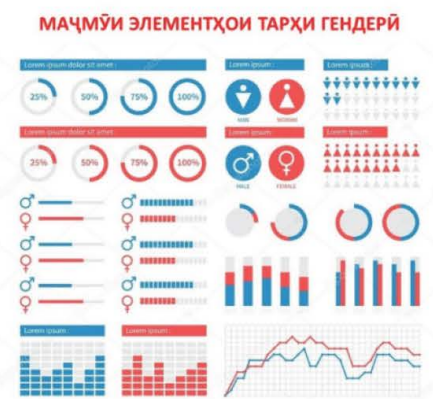 МАҶМӮИ ЭЛЕМЕНТҲОИ ТАРҲИ ГЕНДЕРӢ
Lorem ipsum dolor sit amet :
Lorem ipsum :
Lorem ipsum :
25%
50%
75%
100%
MAN
WOMAN
Lorem ipsum dolor sit amet :
Lorem ipsum :
Lorem ipsum :
25%
50%
75%
100%
MALE
FEMALE
Lorem ipsum :
Lorem ipsum :